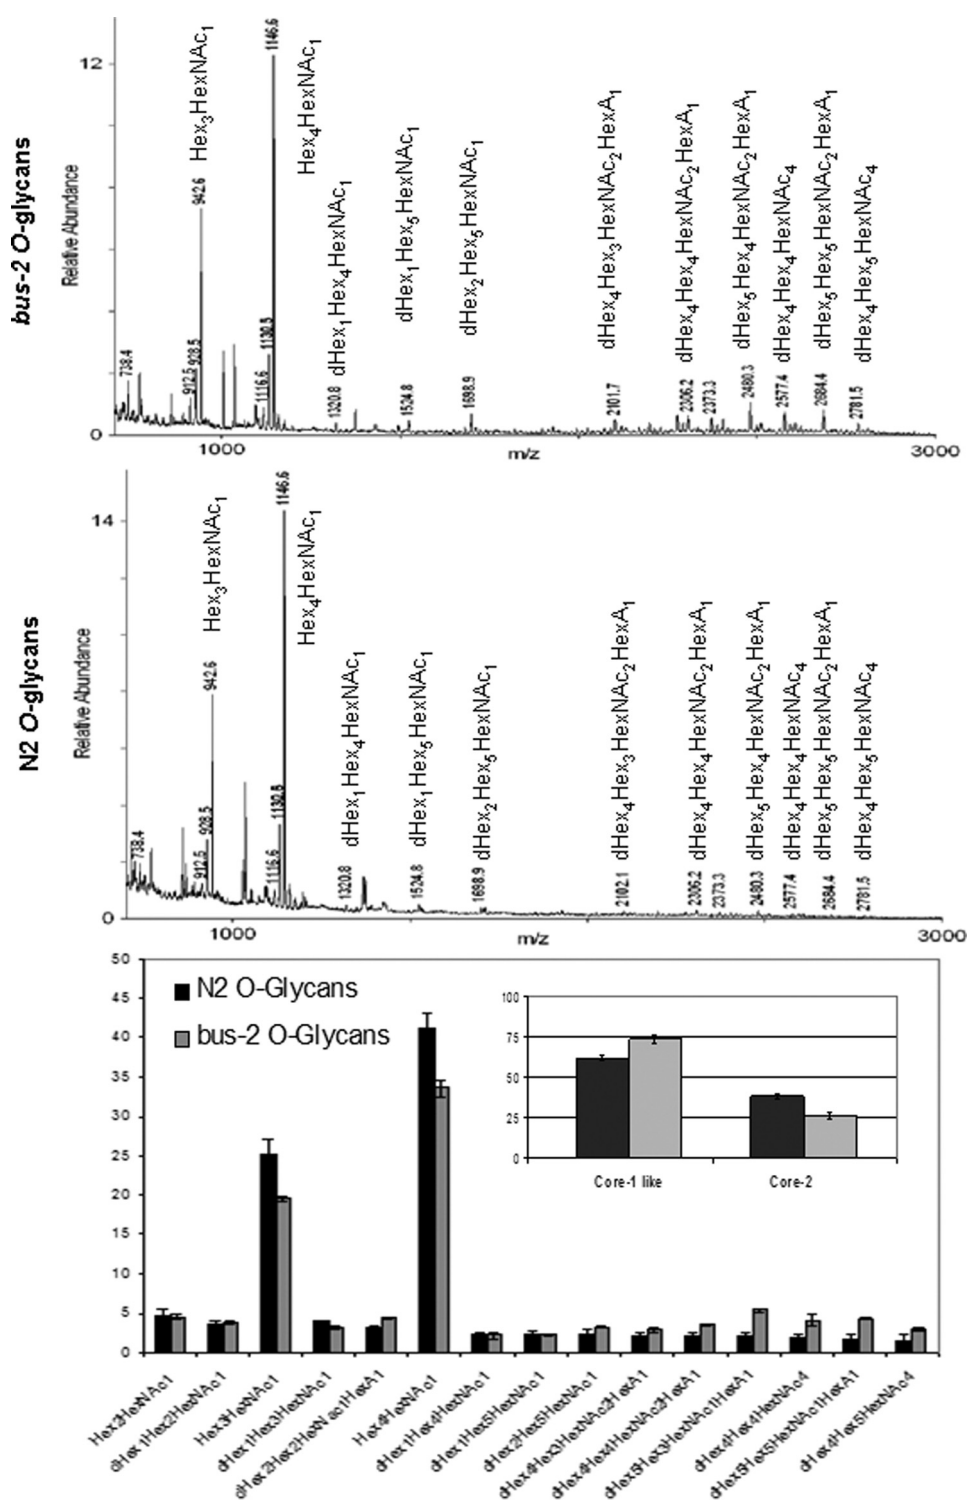 bus-2 O-glycans
Relative Abundance
12
0
738.4
912.5
928.5
942.6
Hex3HexNAc1
1116.6
1130.5
1146.6
Hex4HexNAc1
1320.8
dHex1Hex4HexNAc1
1524.8
dHex1Hex5HexNAc1
1698.9
dHex2Hex5HexNAc1
2101.7
dHex4Hex3HexNAc2HexA1
2306.2
dHex4Hex4HexNAc2HexA1
2373.3
2480.3
dHex5Hex4HexNAc2HexA1
2577.4
dHex4Hex4HexNAc4
2684.4
dHex5Hex5HexNAc2HexA1
2781.5
dHex4Hex5HexNAc4
1000
m/z
3000
N2 O-glycans
Relative Abundance
14
0
738.4
912.5
928.5
942.6
Hex3HexNAc1
1116.6
1130.5
1146.6
Hex4HexNAc1
1320.8
dHex1Hex4HexNAc1
1524.8
dHex1Hex5HexNAc1
1698.9
dHex2Hex5HexNAc1
2102.1
dHex4Hex3HexNAc2HexA1
2306.2
dHex4Hex4HexNAc2HexA1
2373.3
2480.3
dHex5Hex4HexNAc2HexA1
2577.4
dHex4Hex4HexNAc4
2684.4
dHex5Hex5HexNAc2HexA1
2781.5
dHex4Hex5HexNAc4
1000
m/z
3000
50
45
40
35
30
25
20
15
10
5
0
N2 O-Glycans
bus-2 O-Glycans
100
75
50
25
0
Core-1 like
Core-2
Hex2HexNAc1
dHex1Hex2HexNAc1
Hex3HexNAc1
dHex1Hex3HexNAc1
dHex2Hex2HexNAc1HexA1
Hex4HexNAc1
dHex1Hex4HexNAc1
dHex1Hex5HexNAc1
dHex2Hex5HexNAc1
dHex4Hex3HexNAc2HexA1
dHex4Hex4HexNAc2HexA1
dHex5Hex3HexNAc1HexA1
dHex4Hex4HexNAc4
dHex5Hex5HexNAc1HexA1
dHex4Hex5HexNAc4